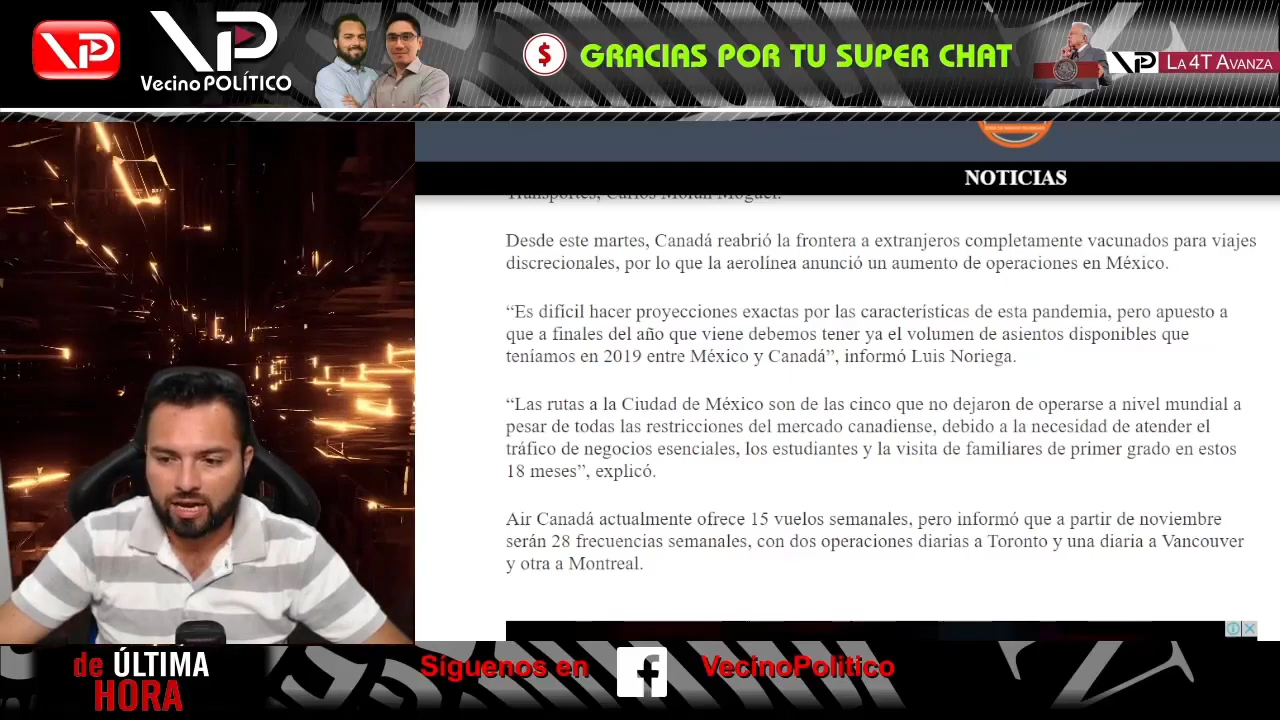 VP
VP
VecinoPOLÍTICO
$
GRACIAS POR TU SUPER CHAT
VP
LA 4T AVANZA
NOTICIAS
Transportes, Carlos Morán Moguel.
Desde este martes, Canadá reabrió la frontera a extranjeros completamente vacunados para viajes
discrecionales, por lo que la aerolínea anunció un aumento de operaciones en México.
“Es difícil hacer proyecciones exactas por las características de esta pandemia, pero apuesto a
que a finales del año que viene debemos tener ya el volumen de asientos disponibles que
teníamos en 2019 entre México y Canadá”, informó Luis Noriega.
“Las rutas a la Ciudad de México son de las cinco que no dejaron de operarse a nivel mundial a
pesar de todas las restricciones del mercado canadiense, debido a la necesidad de atender el
tráfico de negocios esenciales, los estudiantes y la visita de familiares de primer grado en estos
18 meses”, explicó.
Air Canadá actualmente ofrece 15 vuelos semanales, pero informó que a partir de noviembre
serán 28 frecuencias semanales, con dos operaciones diarias a Toronto y una diaria a Vancouver
y otra a Montreal.
de ÚLTIMA
HORA
Síguenos en
f
VecinoPolitico